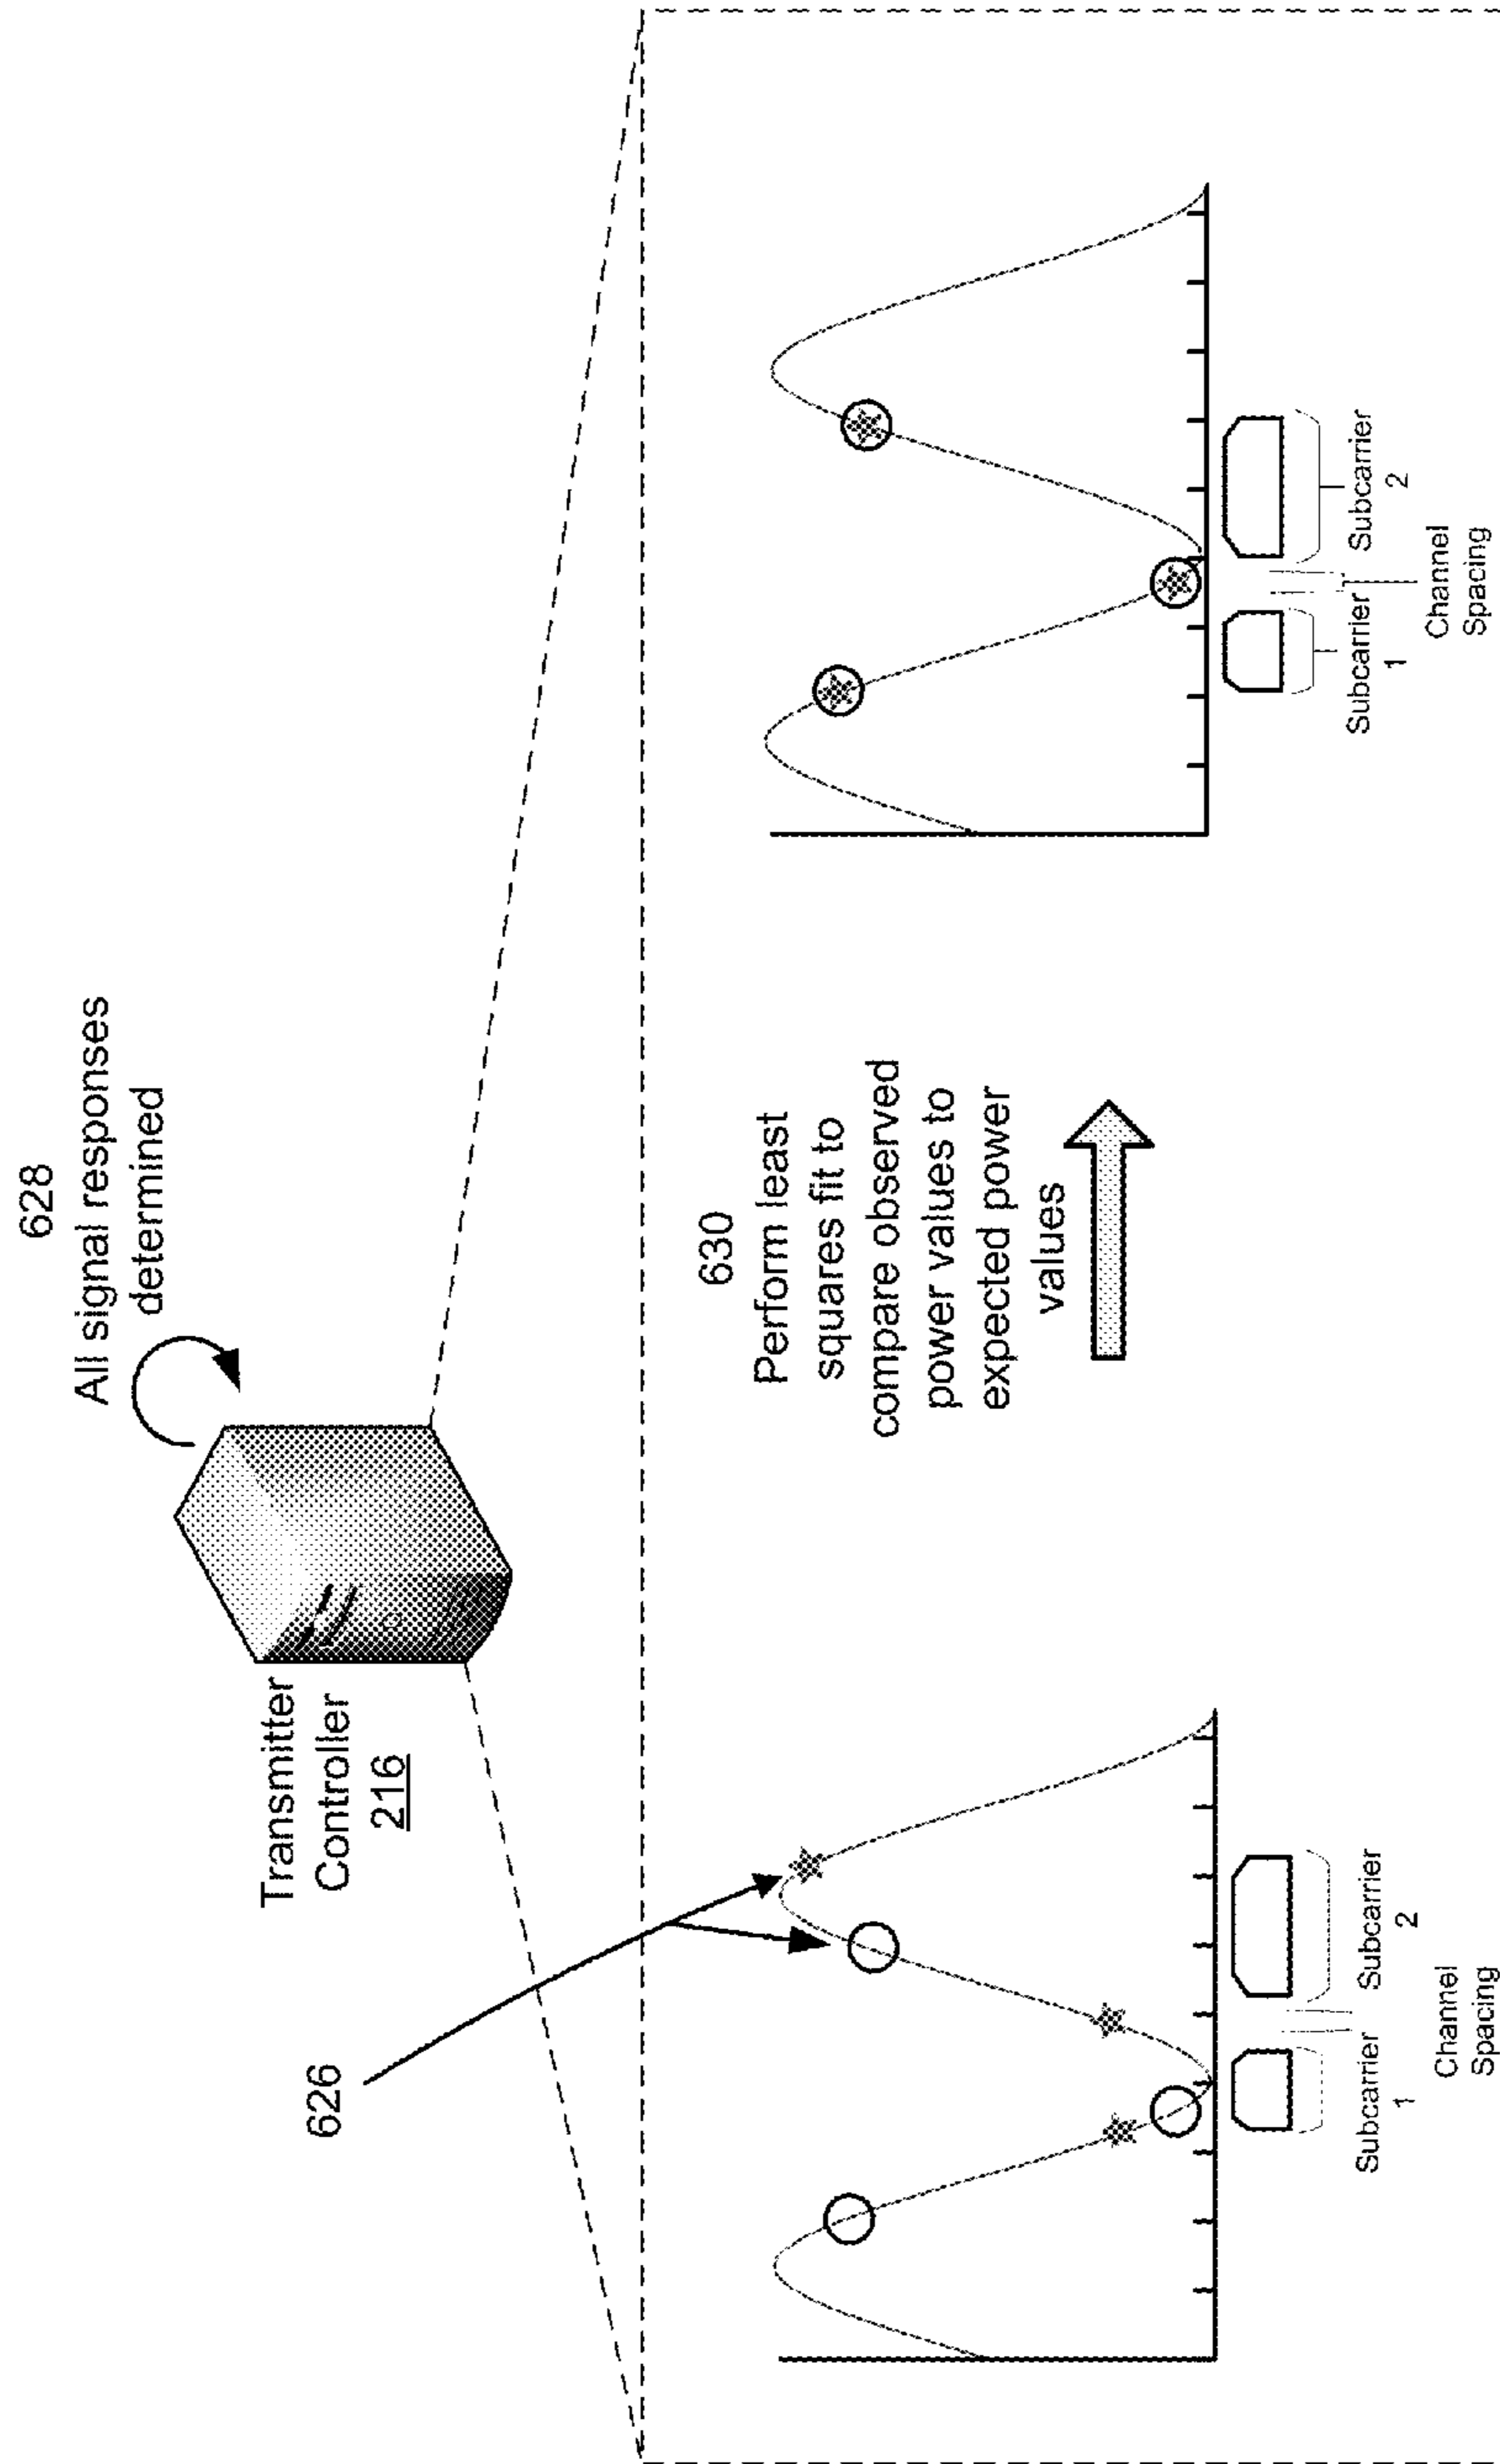 628
All signal responses
determined
Transmitter
Controller
216
626
630
Perform least
squares fit to
compare observed
power values to
expected power
values
Subcarrier
1
Subcarrier
2
Channel
Spacing
Subcarrier
1
Subcarrier
2
Channel
Spacing